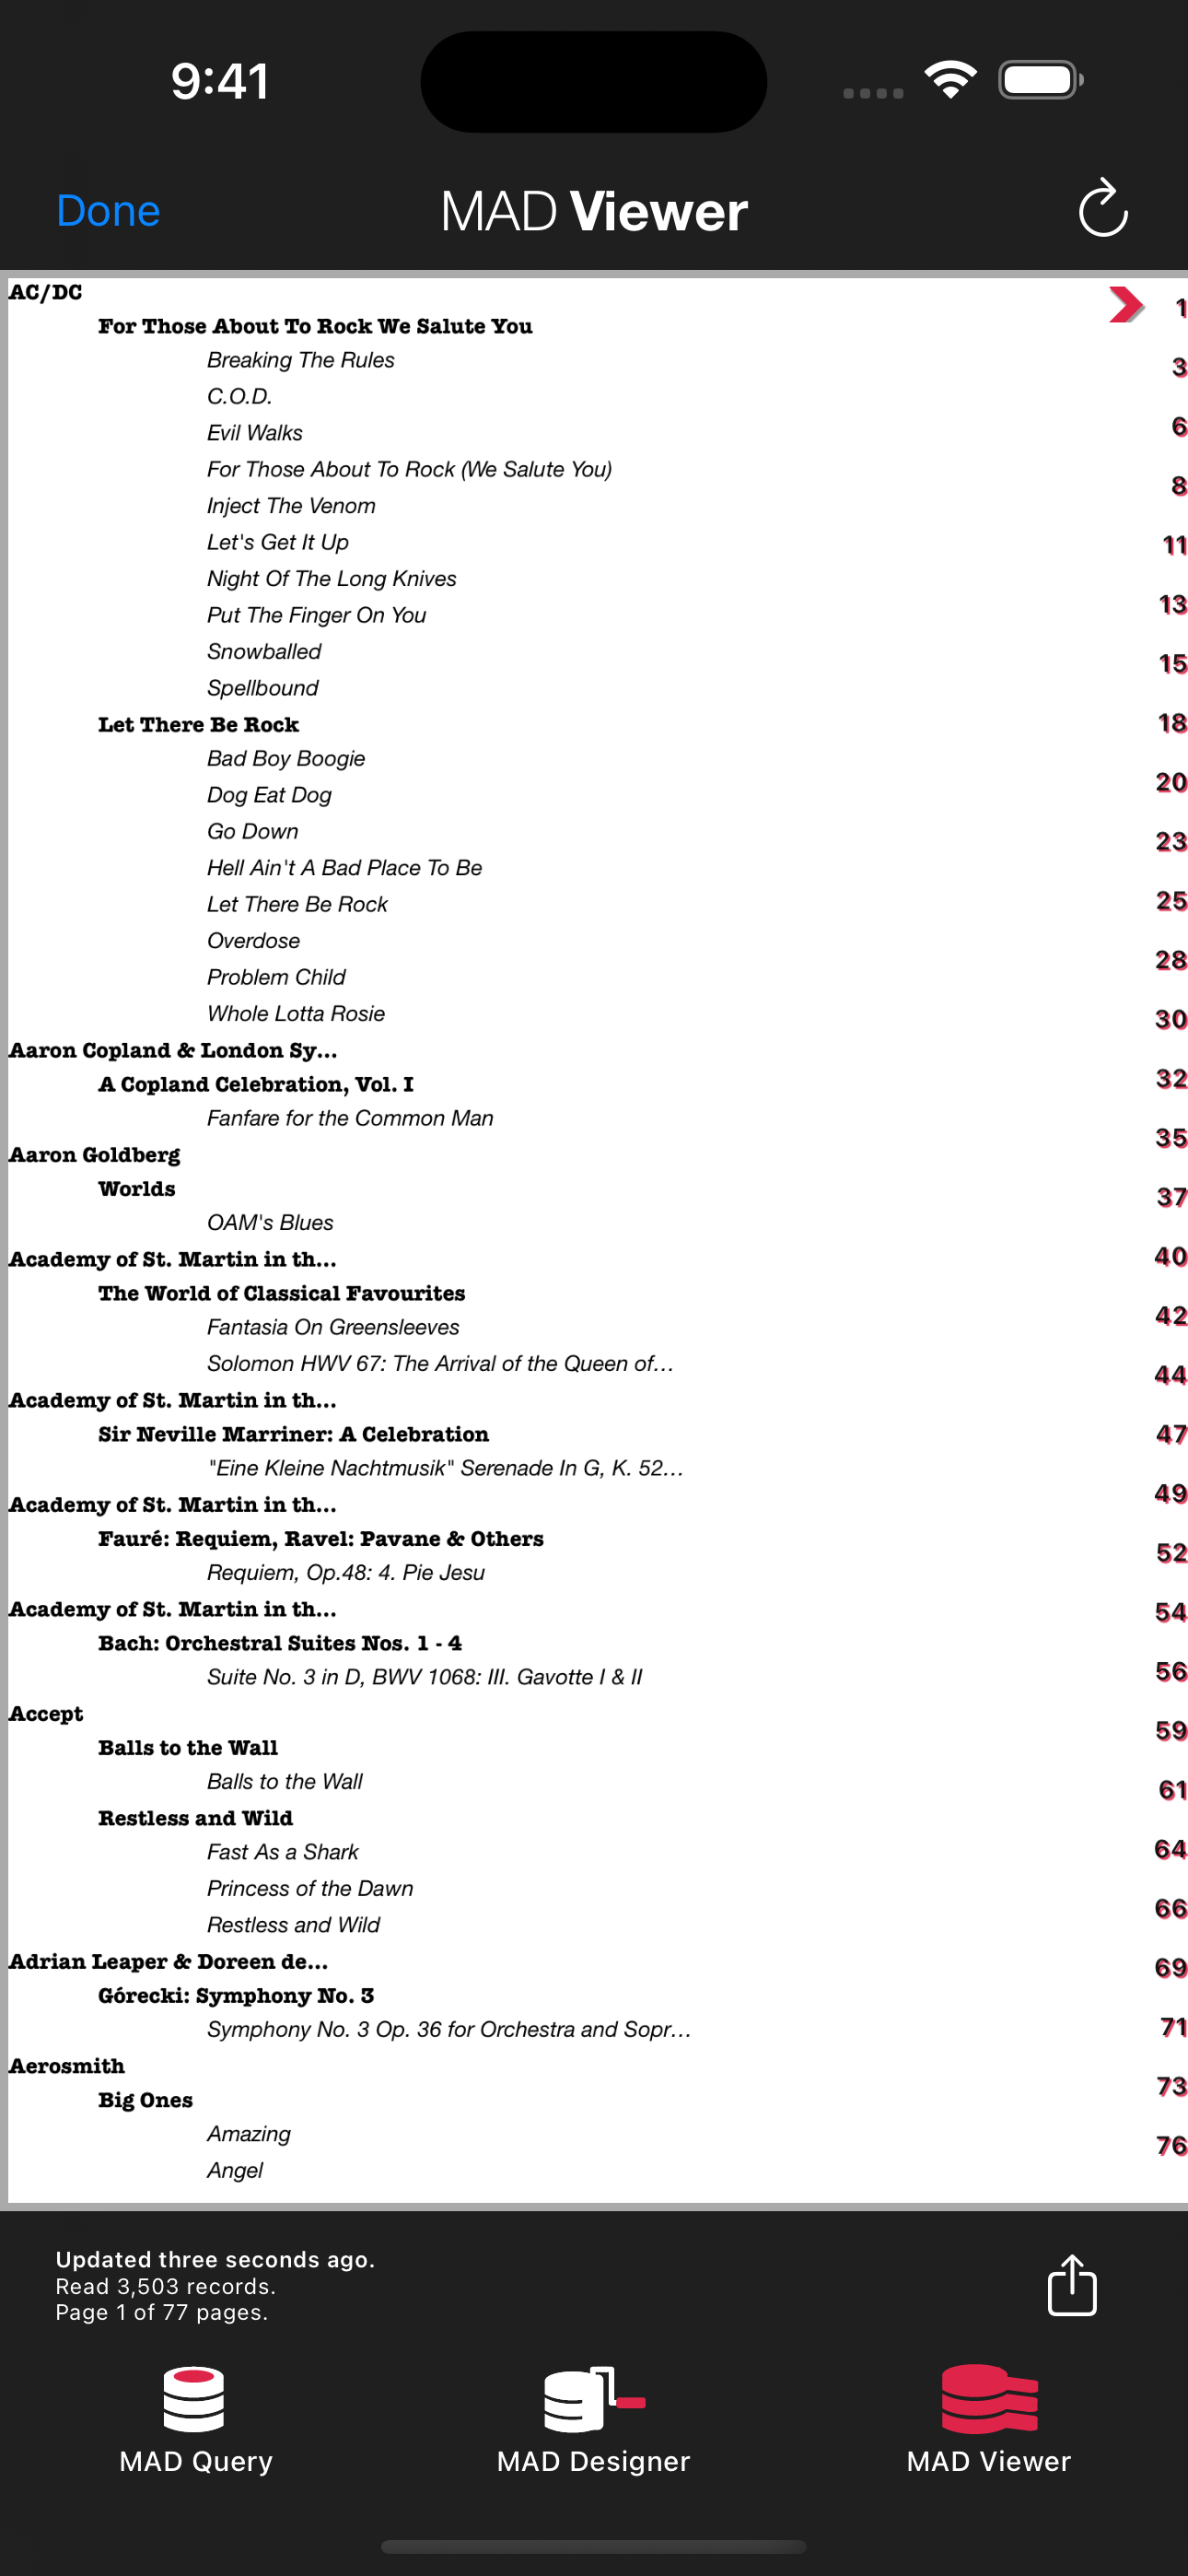 9:41
Done
MAD Viewer
AC/DC
1
For Those About To Rock We Salute You
Breaking The Rules
3
C.O.D.
Evil Walks
6
For Those About To Rock (We Salute You)
8
Inject The Venom
Let's Get It Up
11
Night Of The Long Knives
13
Put The Finger On You
Snowballed
15
Spellbound
Let There Be Rock
18
Bad Boy Boogie
20
Dog Eat Dog
Go Down
23
Hell Ain't A Bad Place To Be
Let There Be Rock
25
Overdose
28
Problem Child
Whole Lotta Rosie
30
Aaron Copland & London Sy...
A Copland Celebration, Vol. I
32
Fanfare for the Common Man
35
Aaron Goldberg
Worlds
37
OAM's Blues
Academy of St. Martin in th...
40
The World of Classical Favourites
42
Fantasia On Greensleeves
Solomon HWV 67: The Arrival of the Queen of...
44
Academy of St. Martin in th...
Sir Neville Marriner: A Celebration
47
"Eine Kleine Nachtmusik" Serenade In G, K. 52...
49
Academy of St. Martin in th...
Fauré: Requiem, Ravel: Pavane & Others
52
Requiem, Op.48: 4. Pie Jesu
Academy of St. Martin in th...
54
Bach: Orchestral Suites Nos. 1 - 4
Suite No. 3 in D, BWV 1068: III. Gavotte I & II
56
Accept
59
Balls to the Wall
Balls to the Wall
61
Restless and Wild
Fast As a Shark
64
Princess of the Dawn
66
Restless and Wild
Adrian Leaper & Doreen de...
69
Górecki: Symphony No. 3
Symphony No. 3 Op. 36 for Orchestra and Sopr...
71
Aerosmith
73
Big Ones
Amazing
76
Angel
Updated three seconds ago.
Read 3,503 records.
Page 1 of 77 pages.
MAD Query
MAD Designer
MAD Viewer